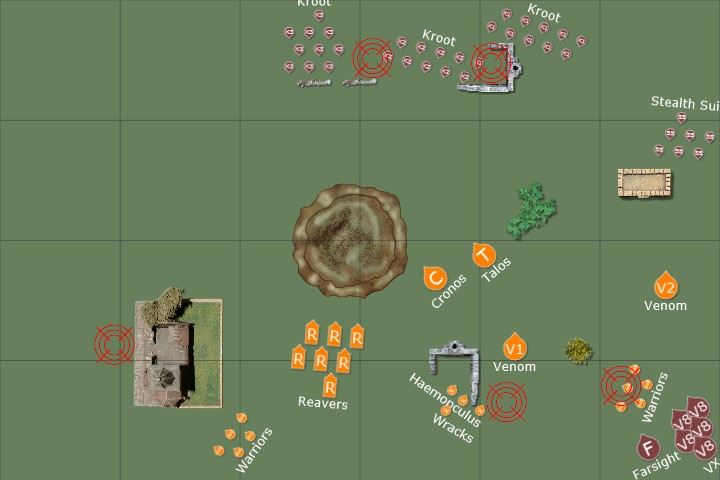 Kroot
Kroot
Kroot
Stealth Sui
C
T
Cronos
Talos
V2
Venom
R R R
R R R
R
Reavers
V1
Venom
Haemonculus
Wracks
Warriors
Warriors
V8
V8
V8
V8
V8
F
Farsight
VX